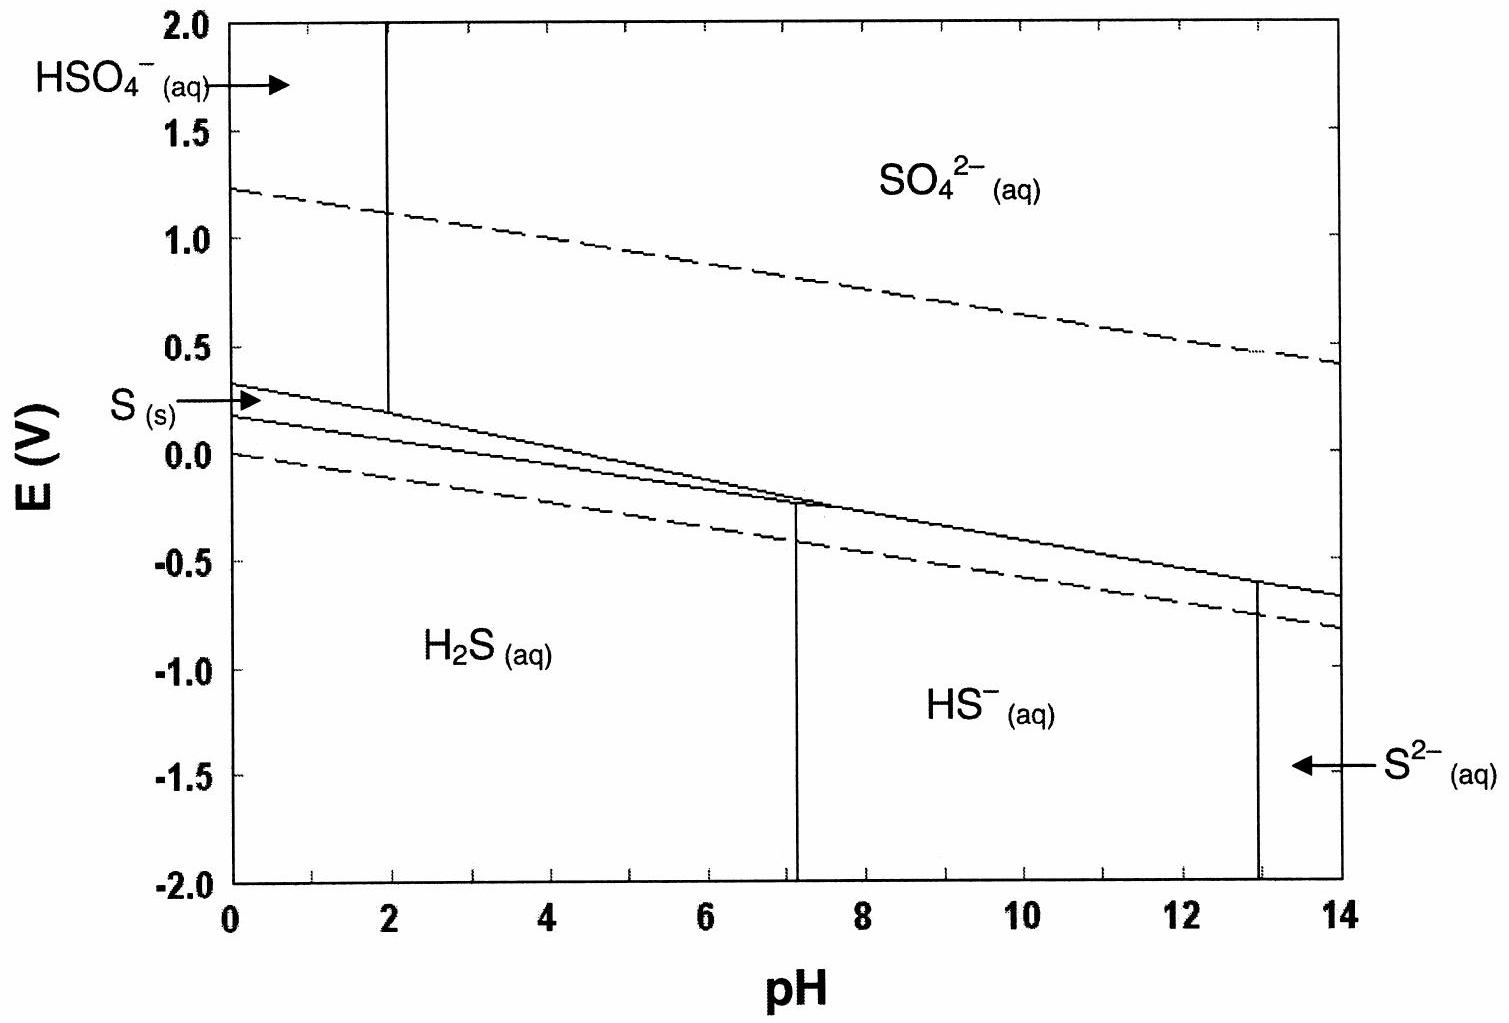 2.0
HSO₄⁻ (aq)
1.5
SO₄²⁻ (aq)
1.0
0.5
S (s)
0.0
E (V)
-0.5
H₂S (aq)
-1.0
HS⁻ (aq)
-1.5
S²⁻ (aq)
-2.0
0 2 4 6 8 10 12 14
pH